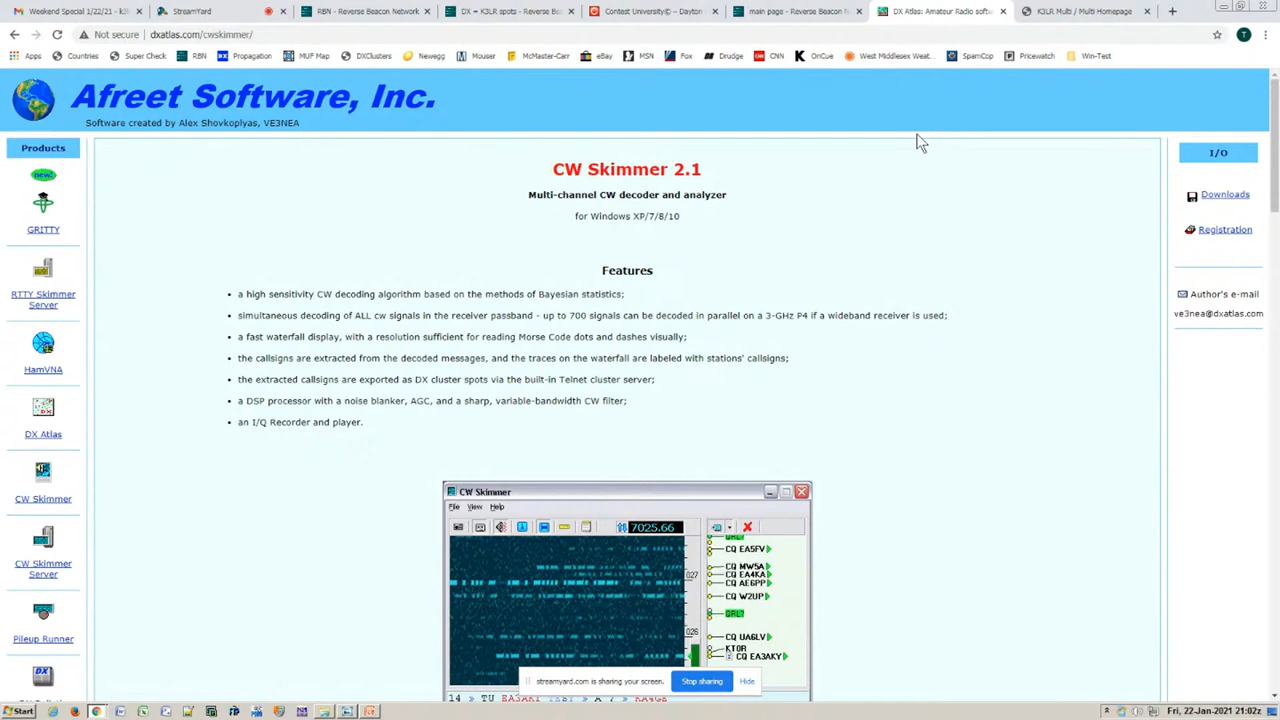 Weekend Special 1/22/21 - k3l
StreamYard
RBN - Reverse Beacon Network
DX = K3LR spots - Reverse Be
Contest University© – Dayton
main page - Reverse Beacon N
DX Atlas: Amateur Radio softw
K3LR Multi / Multi Homepage
Not secure
dxatlas.com/cwskimmer/
T
Apps
Countries
Super Check
RBN
Propagation
MUF Map
DXClusters
Newegg
Mouser
McMaster-Carr
eBay
MSN
Fox
Drudge
CNN
OnCue
West Middlesex Weat...
SpamCop
Pricewatch
Win-Test
Afreet Software, Inc.
Software created by Alex Shovkoplyas, VE3NEA
Products
new!
GRITTY
RTTY Skimmer
Server
HamVNA
DX Atlas
CW Skimmer
CW Skimmer
Server
Pileup Runner
DX
CW Skimmer 2.1
Multi-channel CW decoder and analyzer
for Windows XP/7/8/10
Features
• a high sensitivity CW decoding algorithm based on the methods of Bayesian statistics;
• simultaneous decoding of ALL cw signals in the receiver passband - up to 700 signals can be decoded in parallel on a 3-GHz P4 if a wideband receiver is used;
• a fast waterfall display, with a resolution sufficient for reading Morse Code dots and dashes visually;
• the callsigns are extracted from the decoded messages, and the traces on the waterfall are labeled with stations' callsigns;
• the extracted callsigns are exported as DX cluster spots via the built-in Telnet cluster server;
• a DSP processor with a noise blanker, AGC, and a sharp, variable-bandwidth CW filter;
• an I/Q Recorder and player.
CW Skimmer
File View Help
7025.66
QRL?
CQ EA5FV
027
CQ MW5A
CQ EA4KA
CQ AE6PP
CQ W2UP
QRL?
026
CQ UA6LV
KT0R
CQ EA3AKY
I/O
Downloads
Registration
Author's e-mail
ve3nea@dxatlas.com
streamyard.com is sharing your screen.
Stop sharing
Hide
Start
Fri, 22-Jan-2021 21:02z